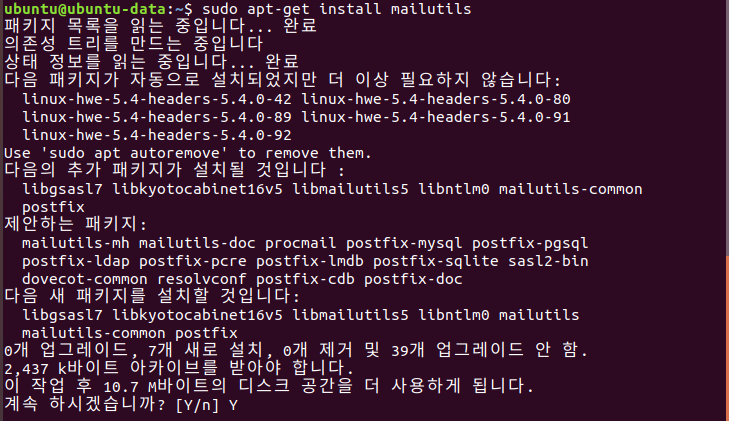 ubuntu@ubuntu-data:~$ sudo apt-get install mailutils
패키지 목록을 읽는 중입니다... 완료
의존성 트리를 만드는 중입니다
상태 정보를 읽는 중입니다... 완료
다음 패키지가 자동으로 설치되었지만 더 이상 필요하지 않습니다:
  linux-hwe-5.4-headers-5.4.0-42 linux-hwe-5.4-headers-5.4.0-80
  linux-hwe-5.4-headers-5.4.0-89 linux-hwe-5.4-headers-5.4.0-91
  linux-hwe-5.4-headers-5.4.0-92
Use 'sudo apt autoremove' to remove them.
다음의 추가 패키지가 설치될 것입니다 :
  libgsasl7 libkyotocabinet16v5 libmailutils5 libntlm0 mailutils-common
  postfix
제안하는 패키지:
  mailutils-mh mailutils-doc procmail postfix-mysql postfix-pgsql
  postfix-ldap postfix-pcre postfix-lmdb postfix-sqlite sasl2-bin
  dovecot-common resolvconf postfix-cdb postfix-doc
다음 새 패키지를 설치할 것입니다:
  libgsasl7 libkyotocabinet16v5 libmailutils5 libntlm0 mailutils
  mailutils-common postfix
0개 업그레이드, 7개 새로 설치, 0개 제거 및 39개 업그레이드 안 함.
2,437 k바이트 아카이브를 받아야 합니다.
이 작업 후 10.7 M바이트의 디스크 공간을 더 사용하게 됩니다.
계속 하시겠습니까? [Y/n] Y